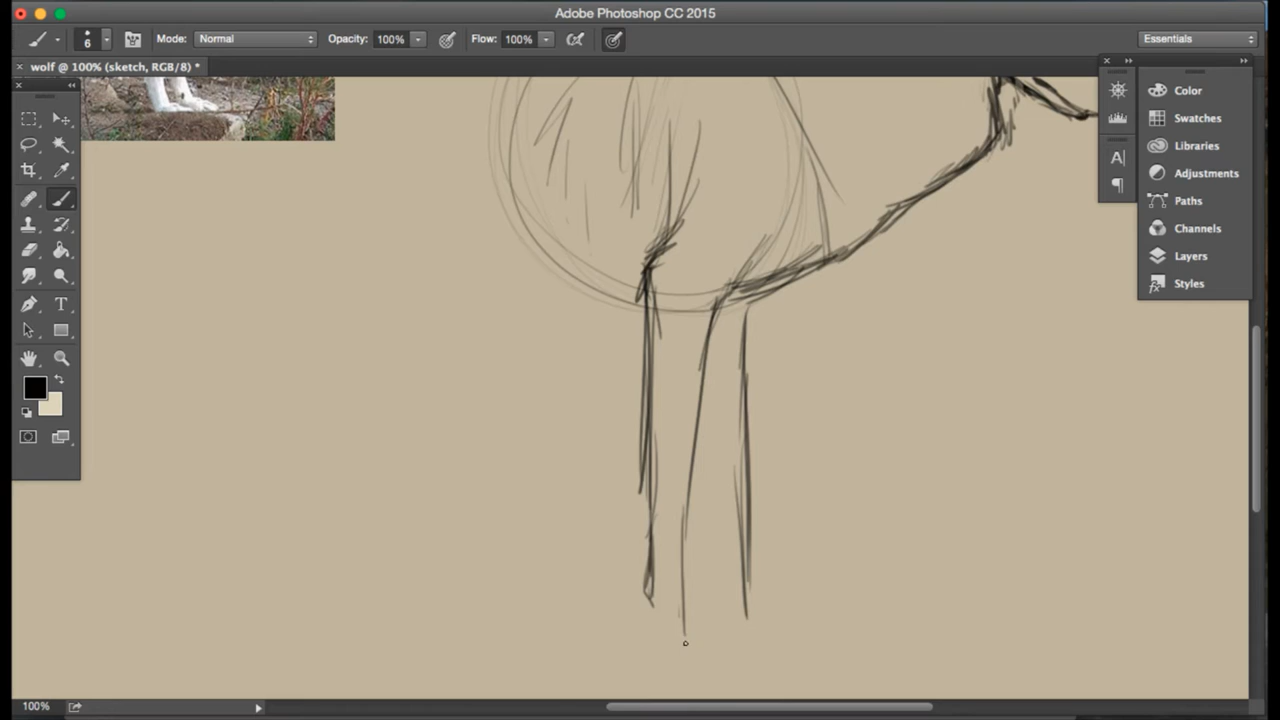 Adobe Photoshop CC 2015
6 Mode: Normal Opacity: 100% Flow: 100% Essentials
× wolf @ 100% (sketch, RGB/8) *
Color
Swatches
Libraries
Adjustments
Paths
Channels
Layers
Styles
A|
T
100%